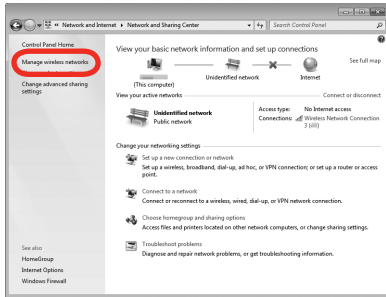 « Network and Internet ▸ Network and Sharing Center
Search Control Panel
Control Panel Home
Manage wireless networks
Change advanced sharing
settings
See also
HomeGroup
Internet Options
Windows Firewall
View your basic network information and set up connections
See full map
(This computer)
Unidentified network
Internet
View your active networks
Connect or disconnect
Unidentified network
Public network
Access type: No Internet access
Connections: Wireless Network Connection
3
Change your networking settings
Set up a new connection or network
Set up a wireless, broadband, dial-up, ad hoc, or VPN connection; or set up a router or access
point.
Connect to a network
Connect or reconnect to a wireless, wired, dial-up, or VPN network connection.
Choose homegroup and sharing options
Access files and printers located on other network computers, or change sharing settings.
Troubleshoot problems
Diagnose and repair network problems, or get troubleshooting information.